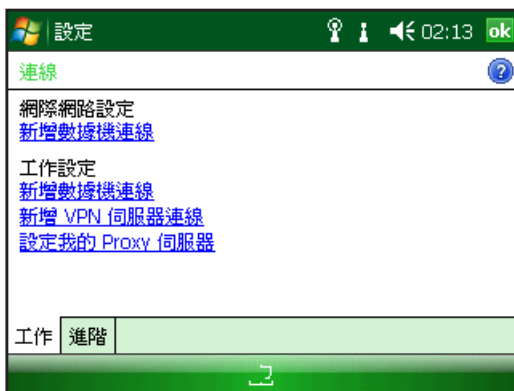 設定 02:13 ok
連線
網際網路設定
新增數據機連線
工作設定
新增數據機連線
新增 VPN 伺服器連線
設定我的 Proxy 伺服器
工作 進階